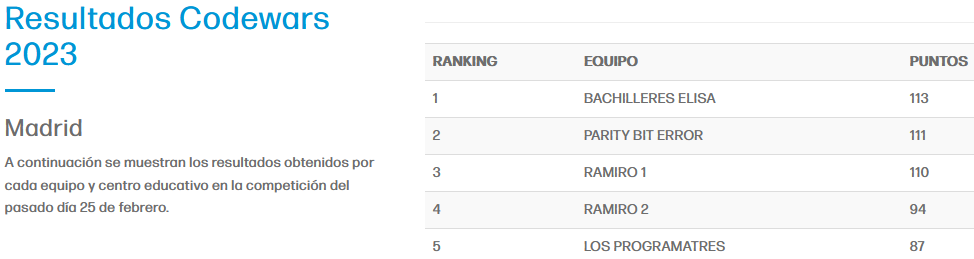 Resultados Codewars
2023
Madrid
A continuación se muestran los resultados obtenidos por
cada equipo y centro educativo en la competición del
pasado día 25 de febrero.
RANKING EQUIPO PUNTOS
1 BACHILLERES ELISA 113
2 PARITY BIT ERROR 111
3 RAMIRO 1 110
4 RAMIRO 2 94
5 LOS PROGRAMATRES 87